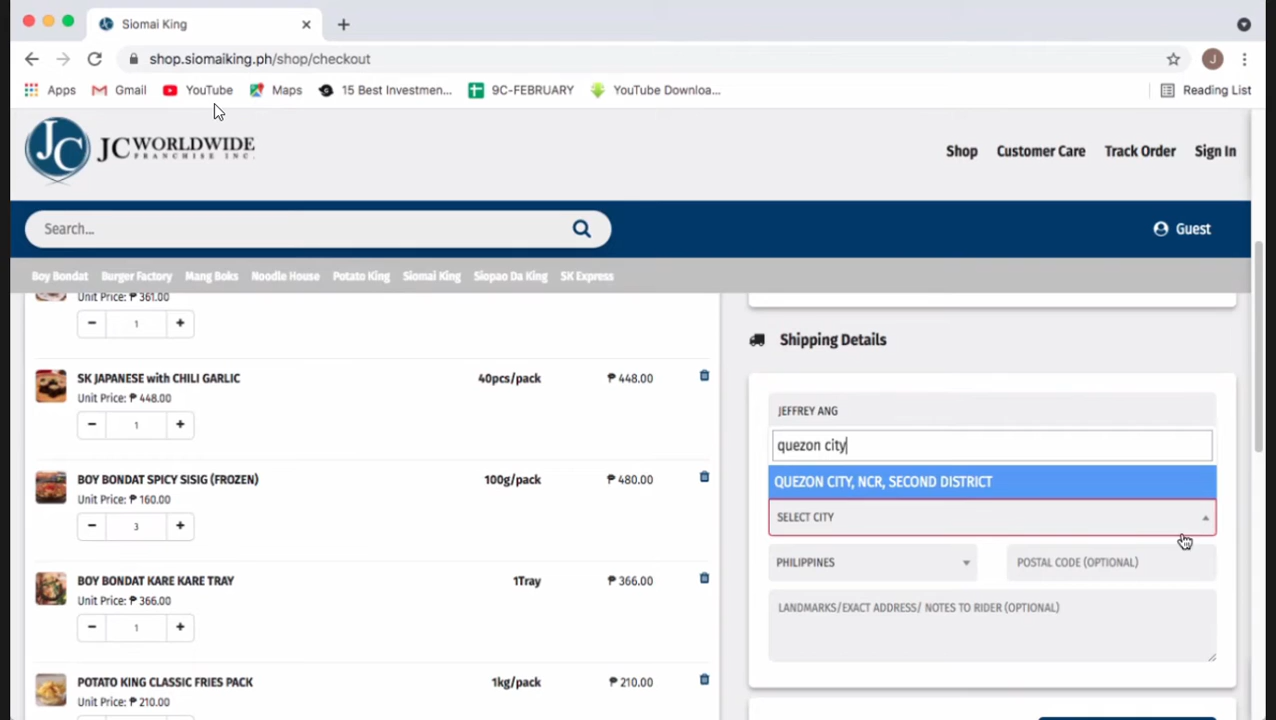 Siomai King
shop.siomaiking.ph/shop/checkout
J
Apps Gmail YouTube Maps 15 Best Investmen... 9C-FEBRUARY YouTube Downloa... Reading List
JC JC WORLDWIDE
FRANCHISE INC.
Shop Customer Care Track Order Sign In
Search... Guest
Boy Bondat Burger Factory Mang Boks Noodle House Potato King Siomai King Siopao Da King SK Express
Unit Price: ₱ 361.00
- 1 +
SK JAPANESE with CHILI GARLIC 40pcs/pack ₱ 448.00
Unit Price: ₱ 448.00
- 1 +
BOY BONDAT SPICY SISIG (FROZEN) 100g/pack ₱ 480.00
Unit Price: ₱ 160.00
- 3 +
BOY BONDAT KARE KARE TRAY 1Tray ₱ 366.00
Unit Price: ₱ 366.00
- 1 +
POTATO KING CLASSIC FRIES PACK 1kg/pack ₱ 210.00
Unit Price: ₱ 210.00
Shipping Details
JEFFREY ANG
quezon city
QUEZON CITY, NCR, SECOND DISTRICT
SELECT CITY
PHILIPPINES POSTAL CODE (OPTIONAL)
LANDMARKS/EXACT ADDRESS/ NOTES TO RIDER (OPTIONAL)